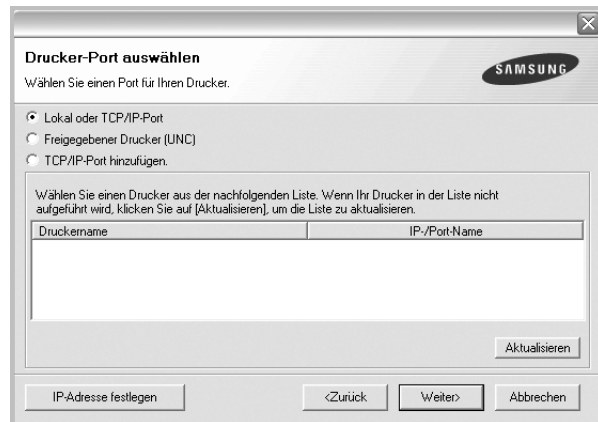 Drucker-Port auswählen
Wählen Sie einen Port für Ihren Drucker.
SAMSUNG
Lokal oder TCP/IP-Port
Freigegebener Drucker (UNC)
TCP/IP-Port hinzufügen.
Wählen Sie einen Drucker aus der nachfolgenden Liste. Wenn Ihr Drucker in der Liste nicht
aufgeführt wird, klicken Sie auf [Aktualisieren], um die Liste zu aktualisieren.
Druckername IP-/Port-Name
Aktualisieren
IP-Adresse festlegen <Zurück Weiter> Abbrechen